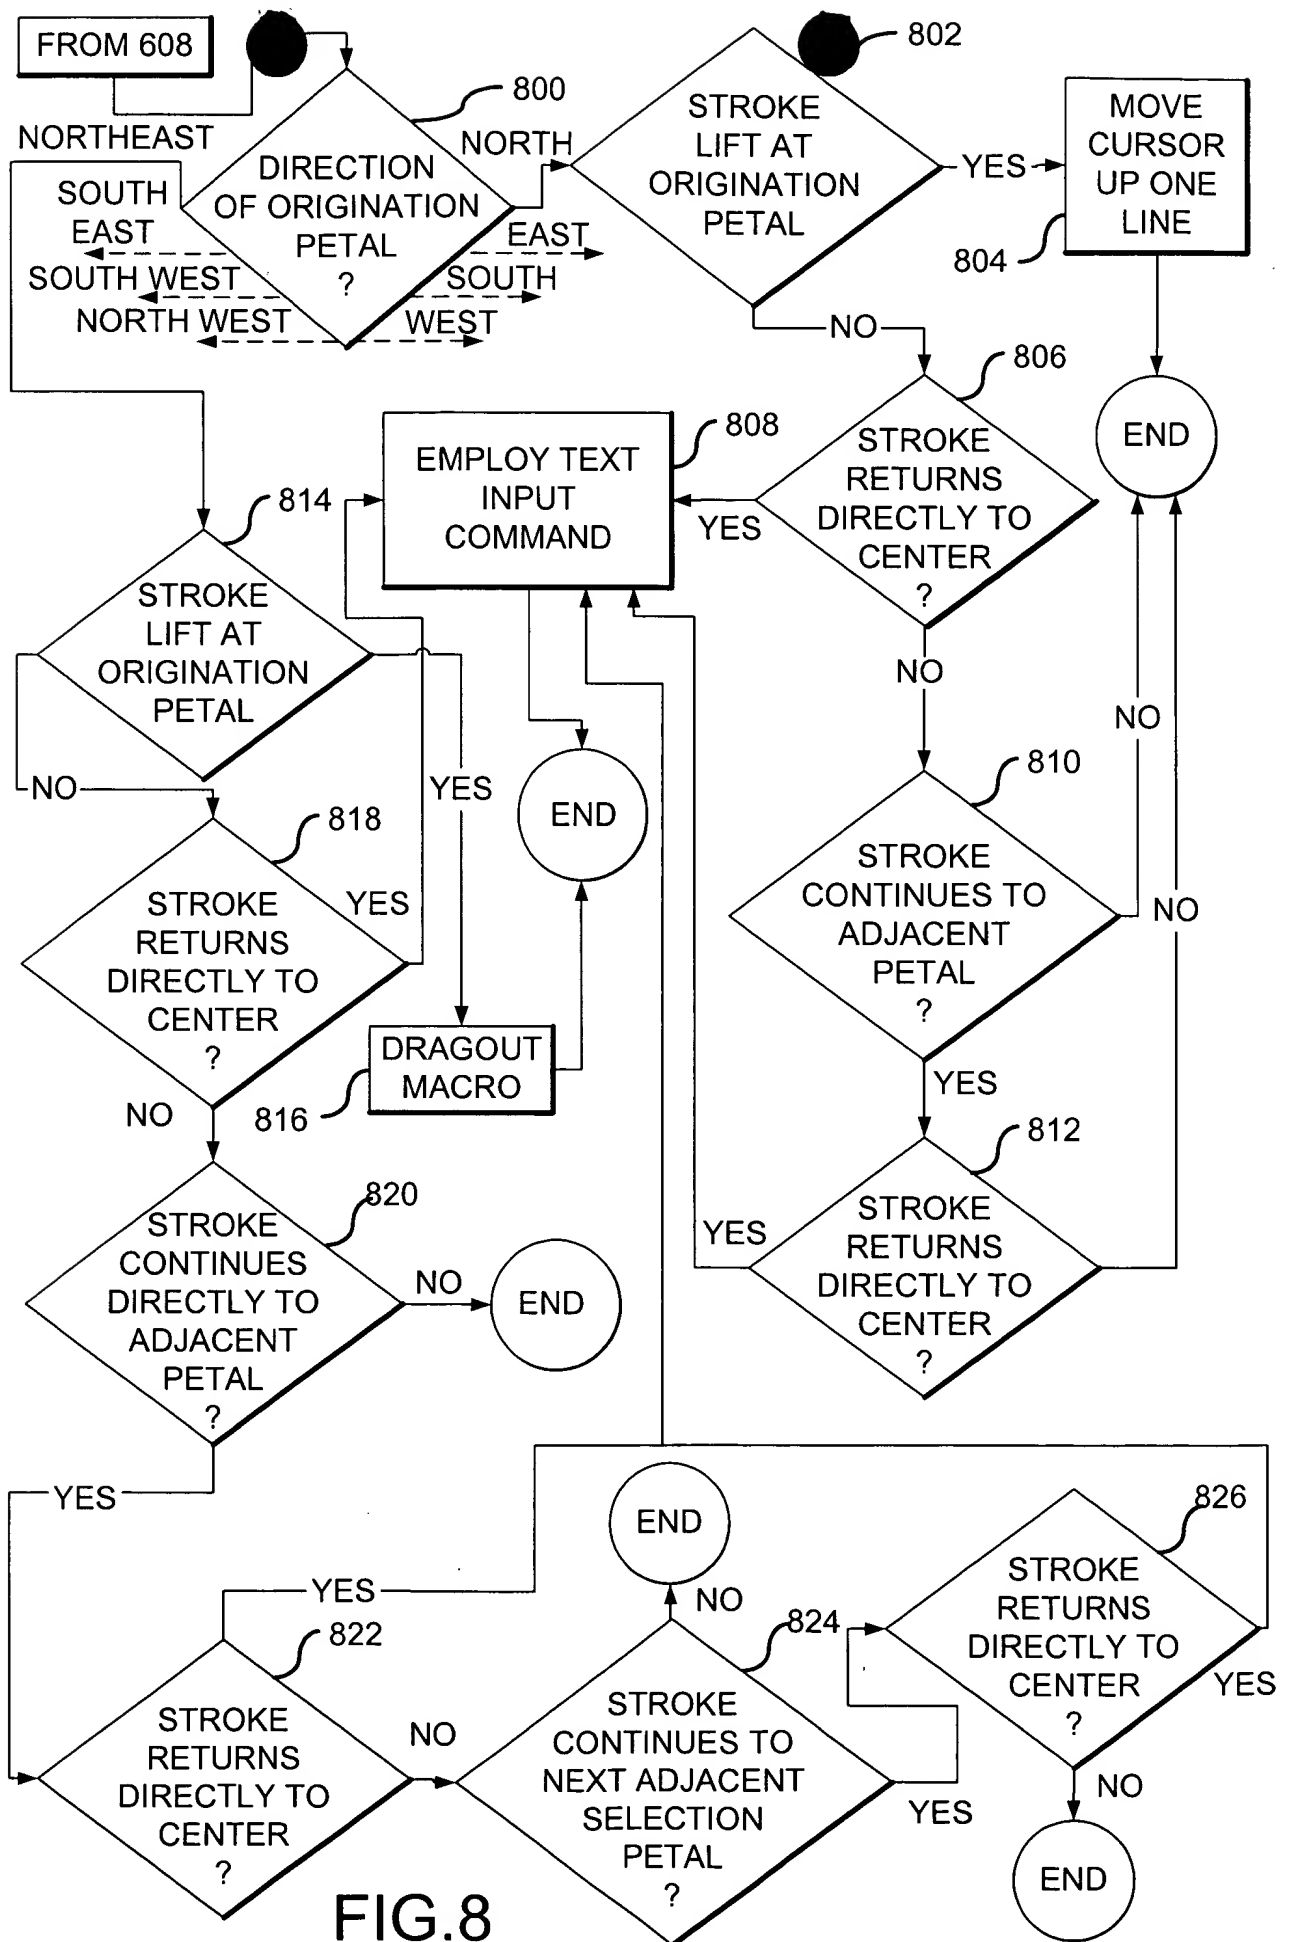 FROM 608
802
800
NORTHEAST
NORTH
STROKE
LIFT AT
ORIGINATION
PETAL
YES
MOVE
CURSOR
UP ONE
LINE
804
DIRECTION
OF ORIGINATION
PETAL
?
SOUTH
EAST
SOUTH WEST
NORTH WEST
EAST
SOUTH
WEST
NO
806
END
808
EMPLOY TEXT
INPUT
COMMAND
YES
STROKE
RETURNS
DIRECTLY TO
CENTER
?
NO
814
STROKE
LIFT AT
ORIGINATION
PETAL
NO
YES
END
NO
810
STROKE
CONTINUES TO
ADJACENT
PETAL
?
NO
YES
818
STROKE
RETURNS
DIRECTLY TO
CENTER
?
YES
NO
DRAGOUT
MACRO
816
812
STROKE
RETURNS
DIRECTLY TO
CENTER
?
YES
820
STROKE
CONTINUES
DIRECTLY TO
ADJACENT
PETAL
?
NO
END
YES
YES
822
STROKE
RETURNS
DIRECTLY TO
CENTER
?
NO
END
NO
824
STROKE
CONTINUES TO
NEXT ADJACENT
SELECTION
PETAL
?
YES
826
STROKE
RETURNS
DIRECTLY TO
CENTER
?
YES
NO
END
FIG.8